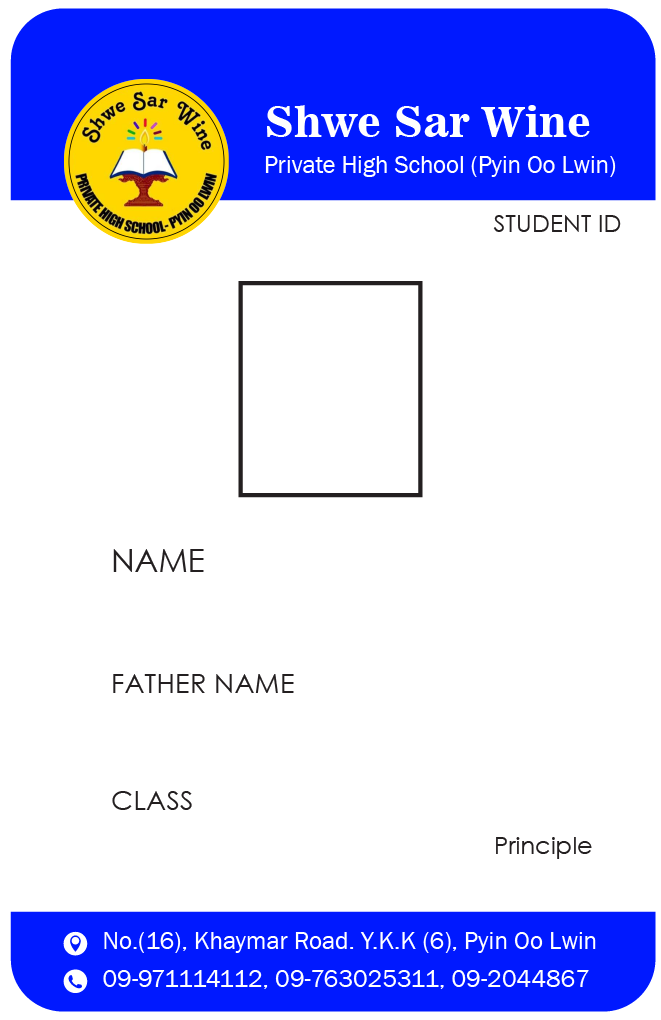 Shwe Sar Wine
PRIVATE HIGH SCHOOL- PYIN OO LWIN
Shwe Sar Wine
Private High School (Pyin Oo Lwin)
STUDENT ID
NAME
FATHER NAME
CLASS
Principle
No.(16), Khaymar Road. Y.K.K (6), Pyin Oo Lwin
09-971114112, 09-763025311, 09-2044867